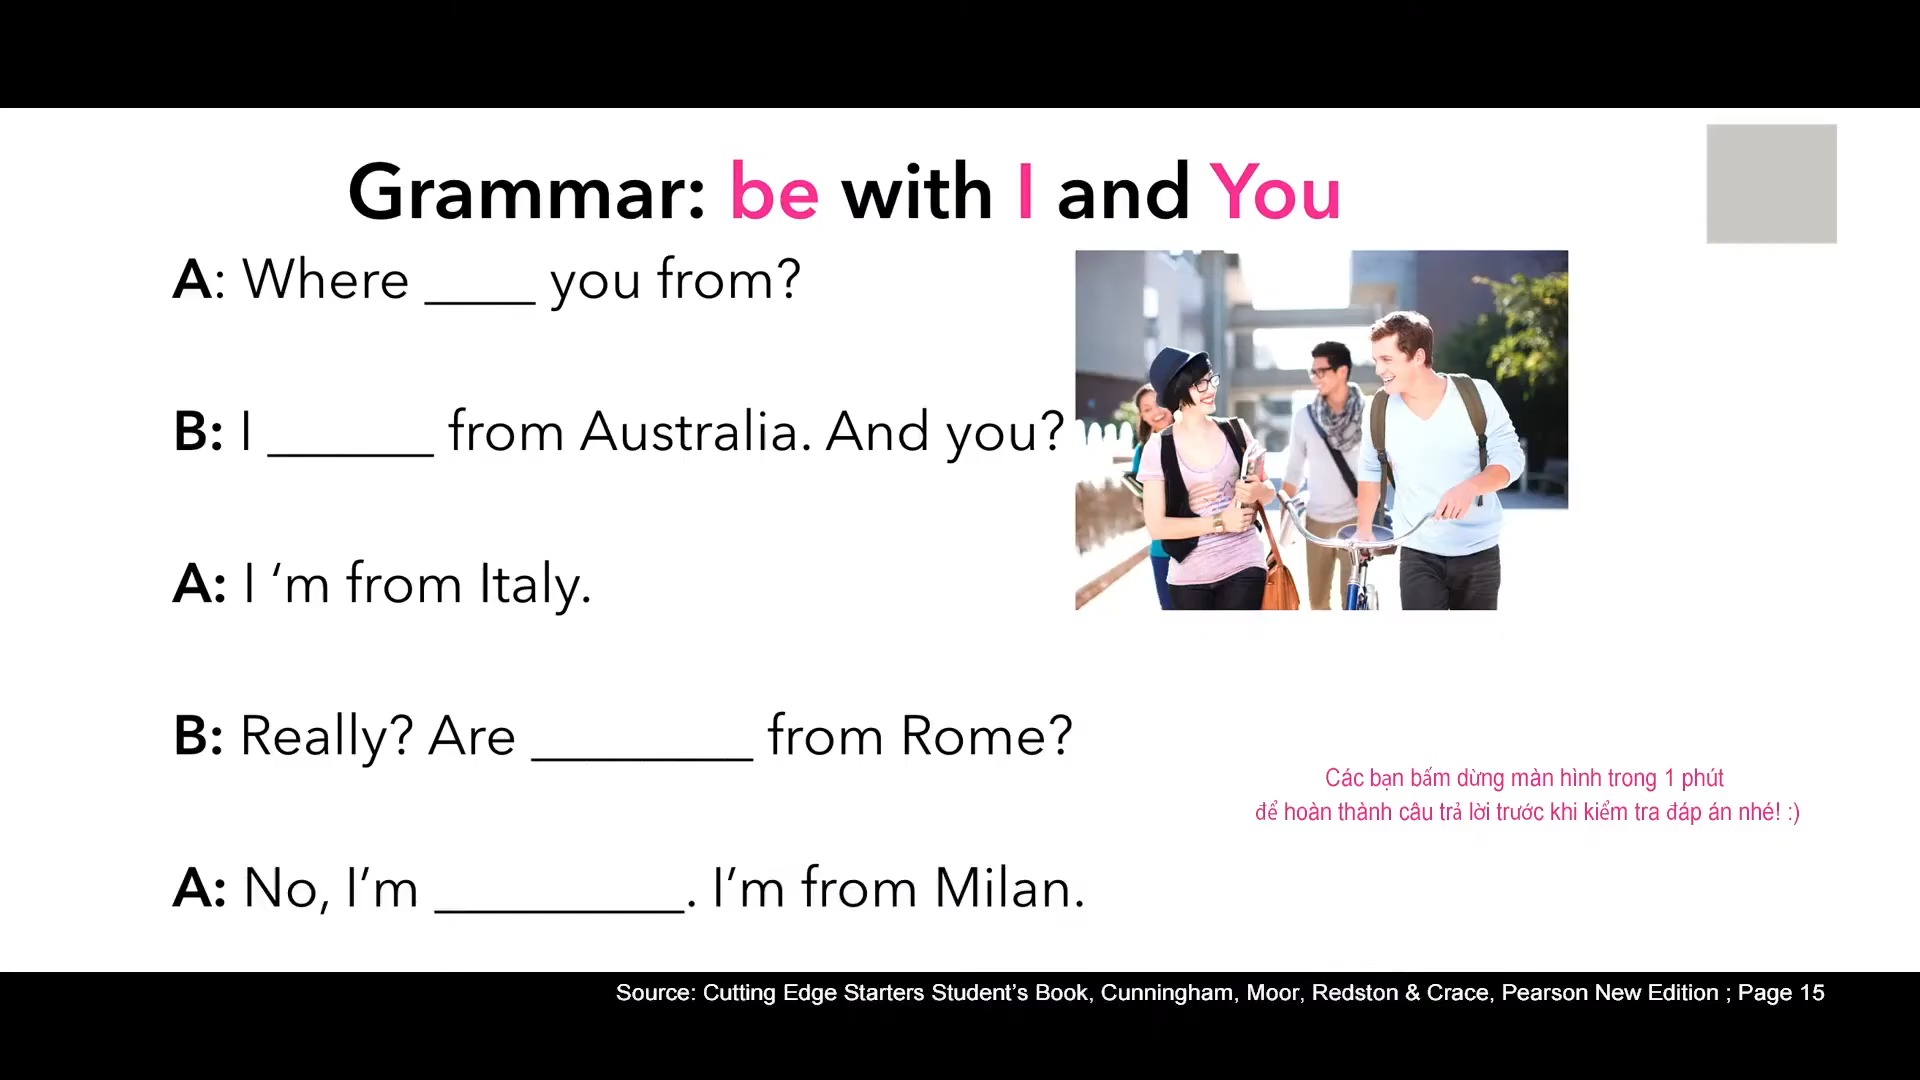 Grammar: be with I and You
A: Where ____ you from?
B: I ______ from Australia. And you?
A: I ‘m from Italy.
B: Really? Are ________ from Rome?
Các bạn bấm dừng màn hình trong 1 phút
để hoàn thành câu trả lời trước khi kiểm tra đáp án nhé! :)
A: No, I’m _________. I’m from Milan.
Source: Cutting Edge Starters Student’s Book, Cunningham, Moor, Redston & Crace, Pearson New Edition ; Page 15